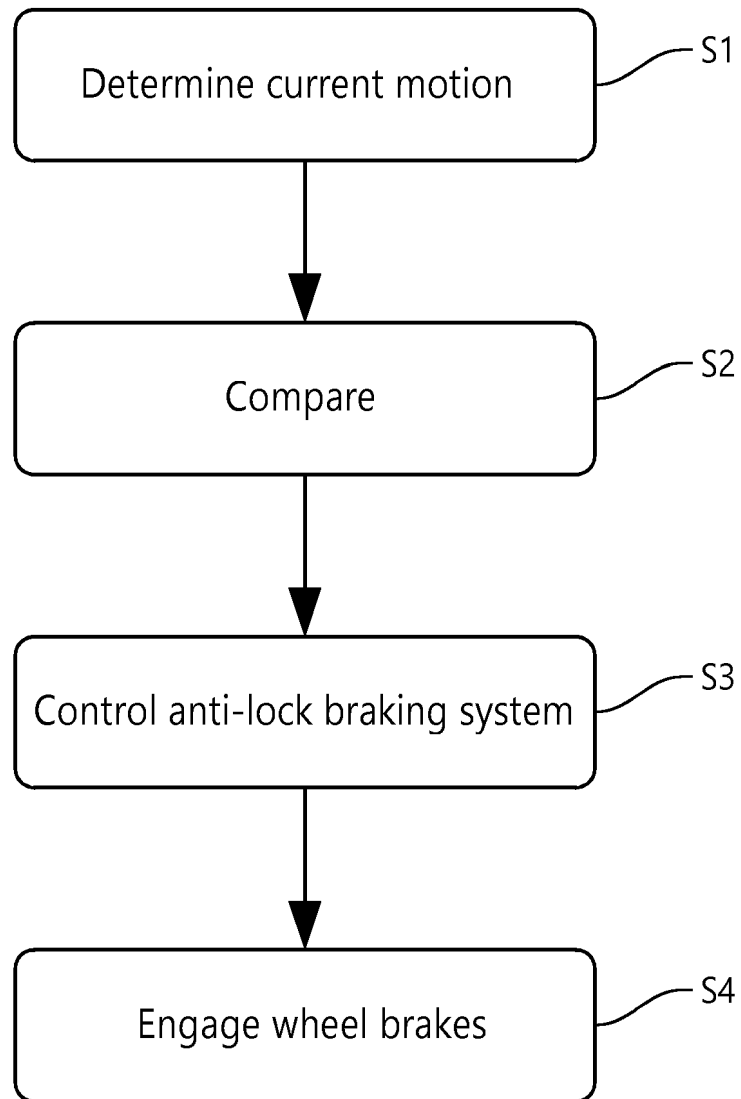 Determine current motion
S1
Compare
S2
Control anti-lock braking system
S3
Engage wheel brakes
S4